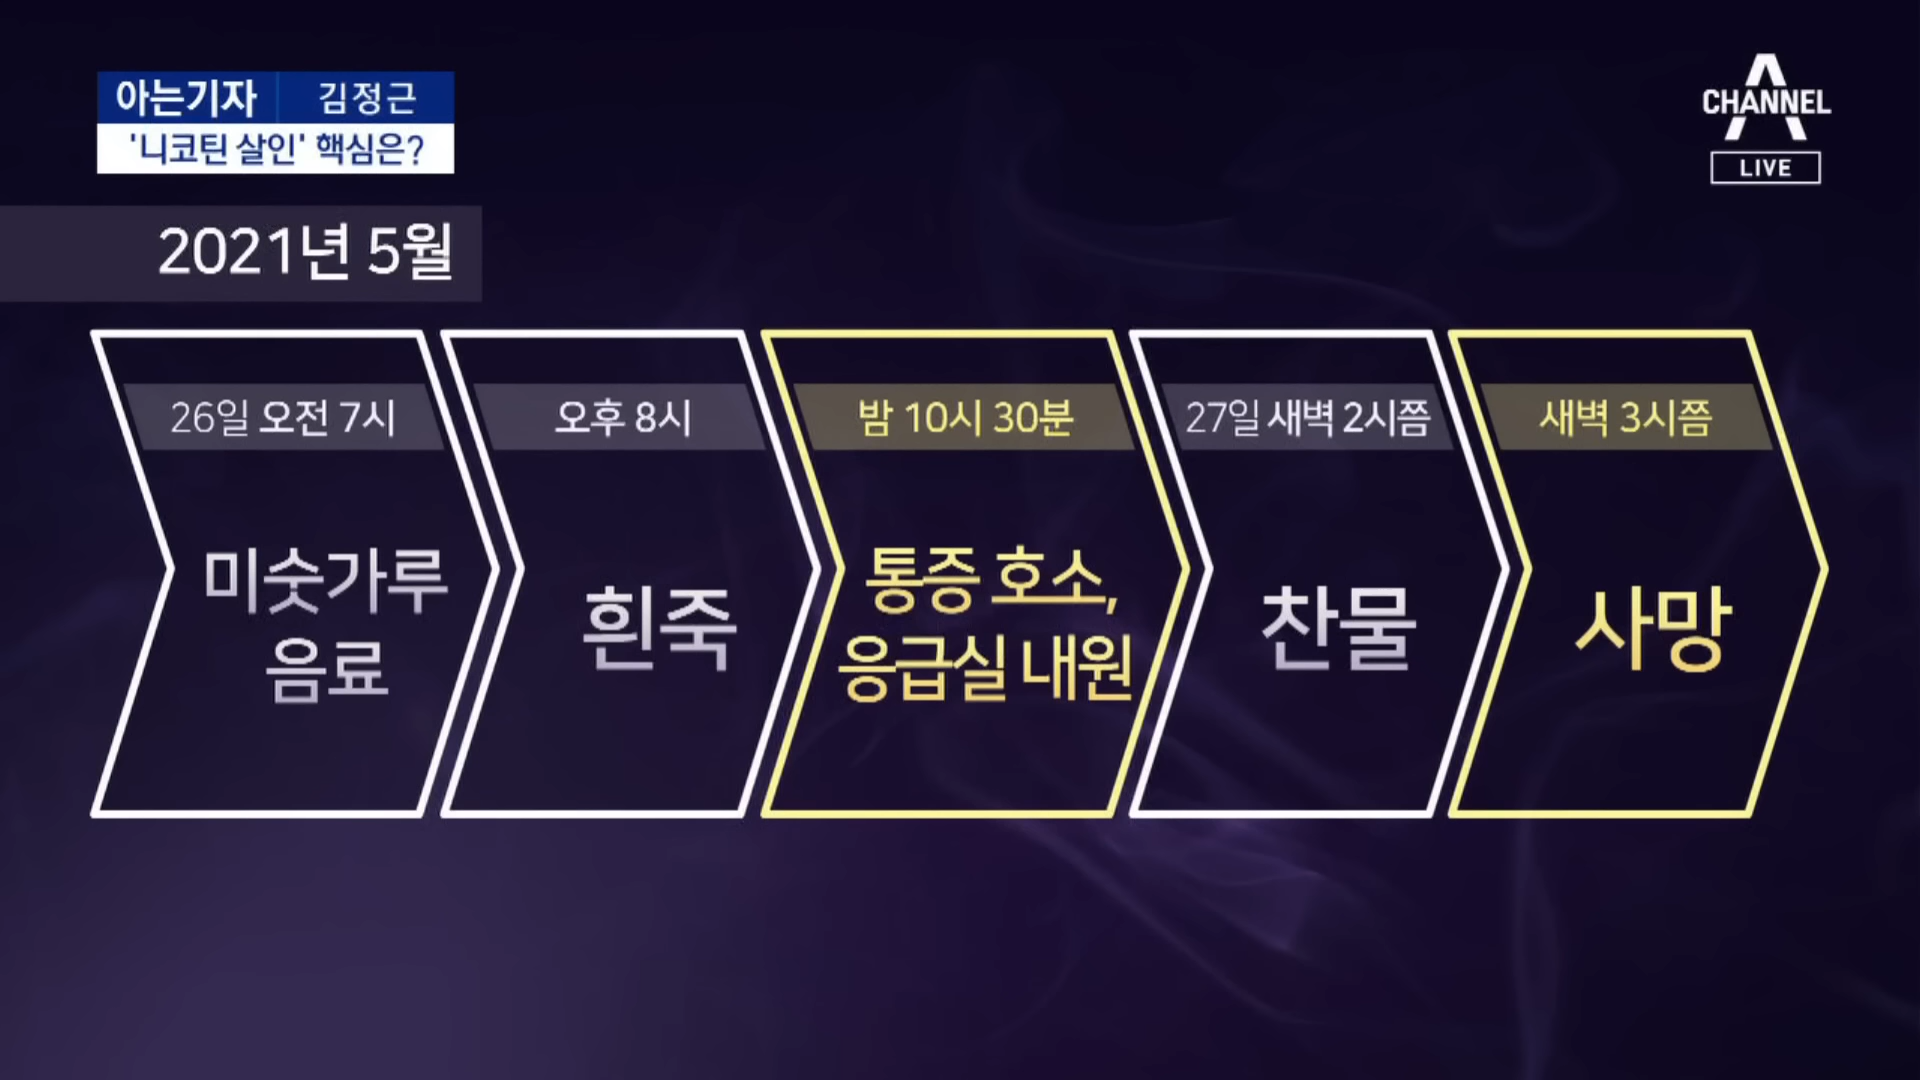 아는기자 김정근
'니코틴 살인' 핵심은?
CHANNEL A
LIVE
2021년 5월
26일 오전 7시
미숫가루
음료
오후 8시
흰죽
밤 10시 30분
통증 호소,
응급실 내원
27일 새벽 2시쯤
찬물
새벽 3시쯤
사망